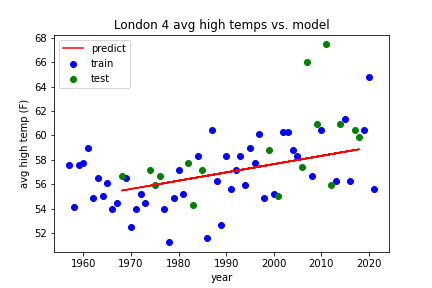 London 4 avg high temps vs. model
predict
train
test
avg high temp (F)
68
66
64
62
60
58
56
54
52
1960 1970 1980 1990 2000 2010 2020
year